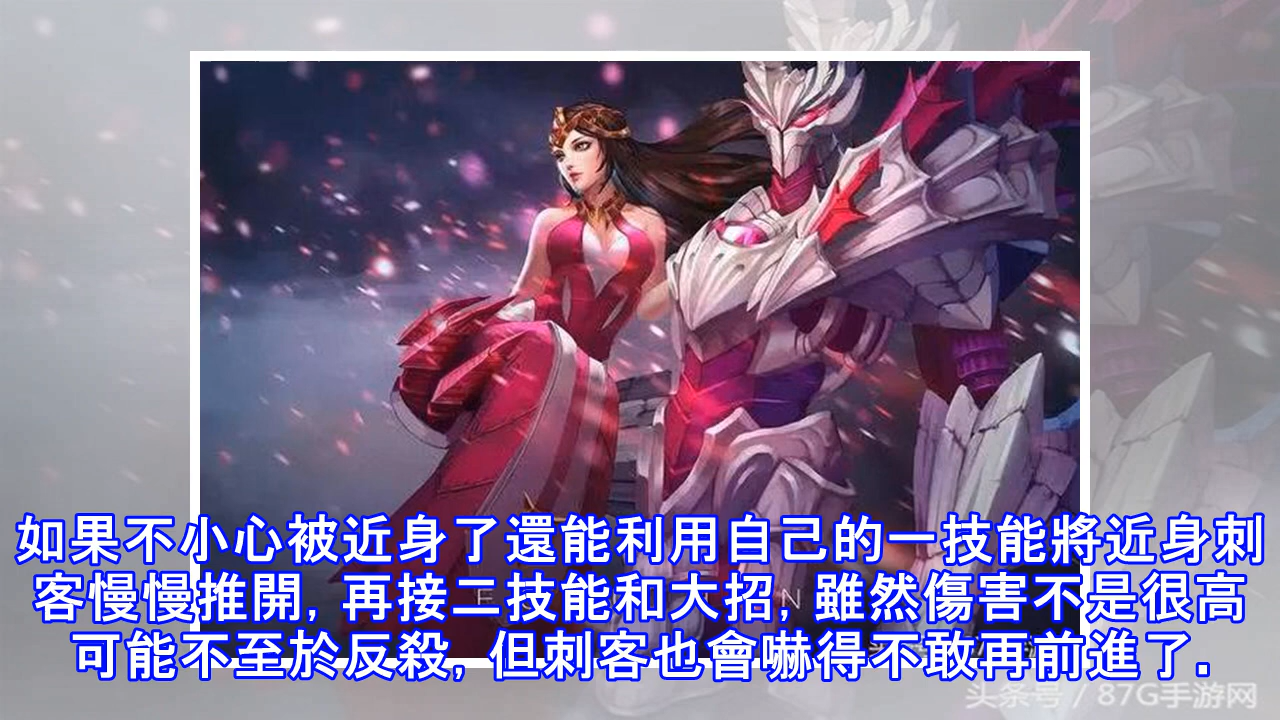 如果不小心被近身了還能利用自己的一技能將近身刺
客慢慢推開, 再接二技能和大招, 雖然傷害不是很高
可能不至於反殺, 但刺客也會嚇得不敢再前進了.
头条号 / 87G手游网